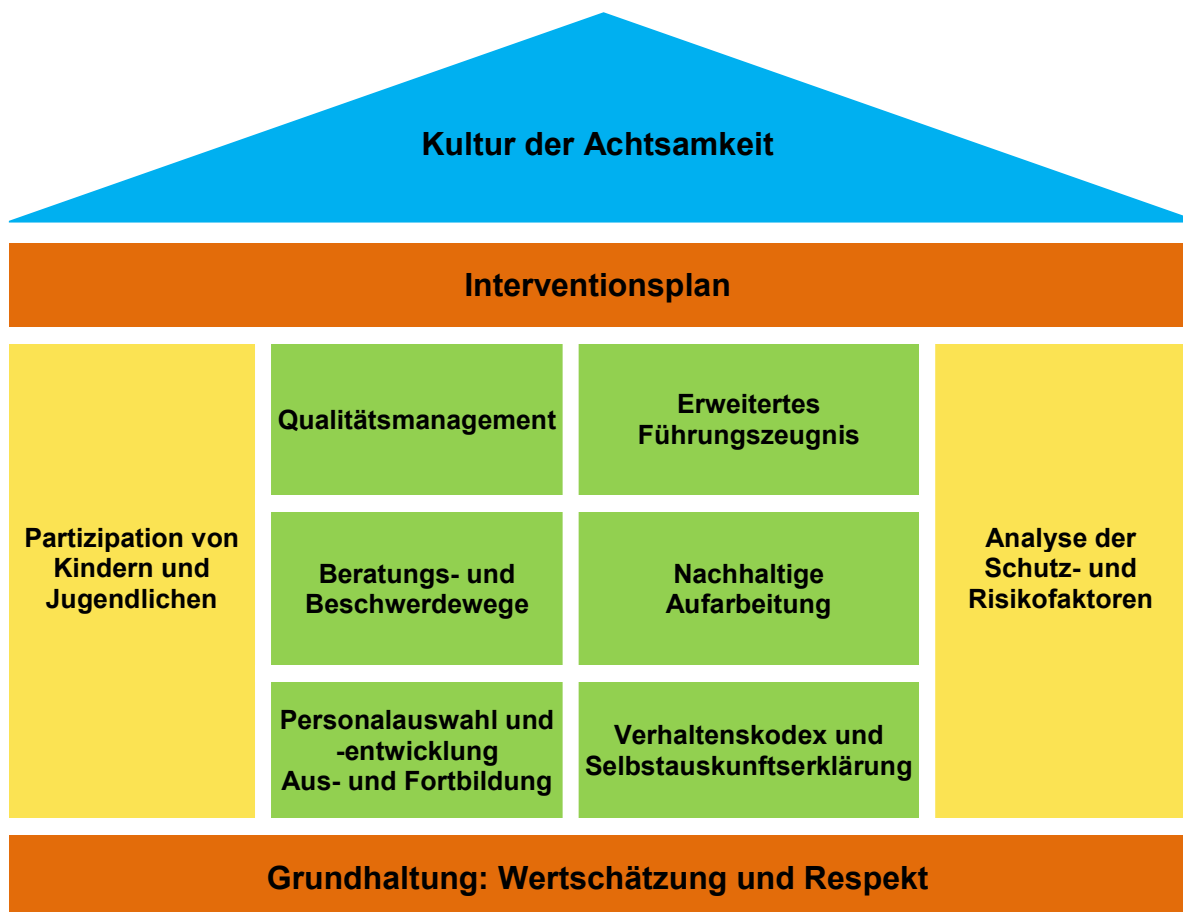 Kultur der Achtsamkeit
Interventionsplan
Partizipation von
Kindern und
Jugendlichen
Qualitätsmanagement
Erweitertes
Führungszeugnis
Beratungs- und
Beschwerdewege
Nachhaltige
Aufarbeitung
Personalauswahl und
-entwicklung
Aus- und Fortbildung
Verhaltenskodex und
Selbstauskunftserklärung
Analyse der
Schutz- und
Risikofaktoren
Grundhaltung: Wertschätzung und Respekt